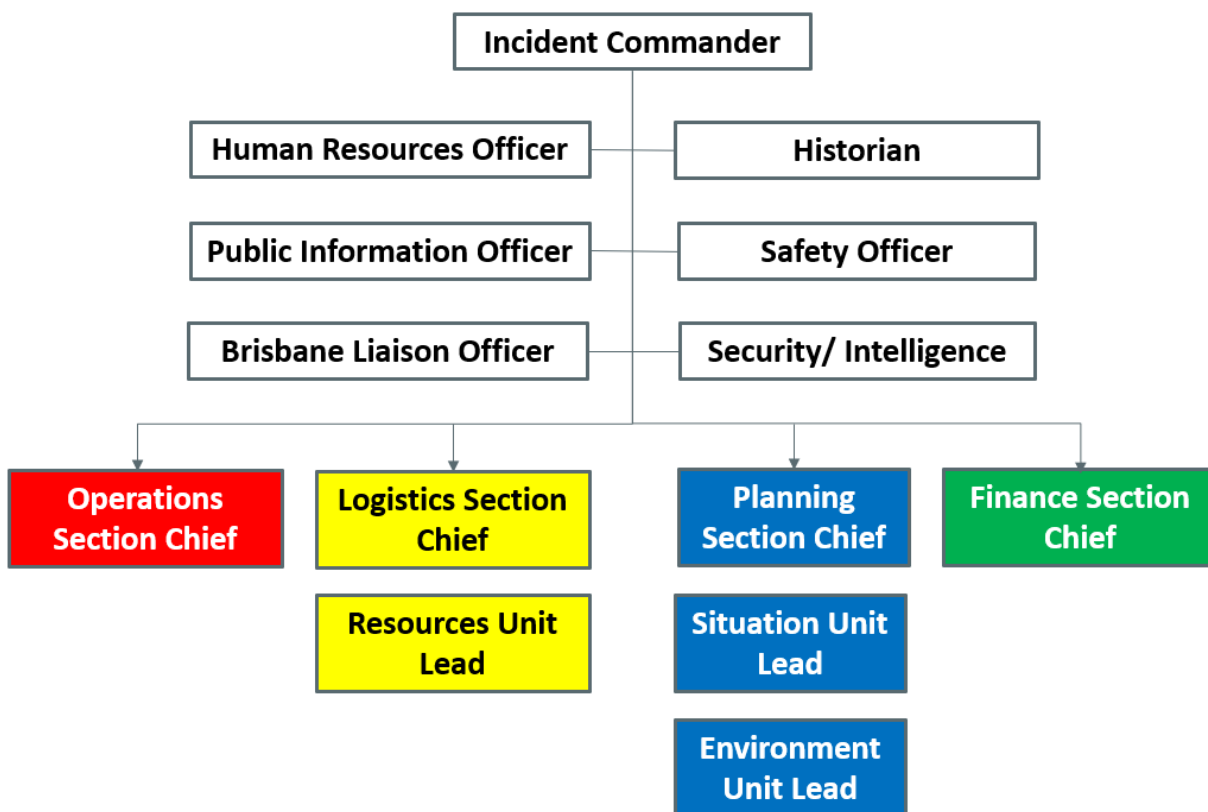 Incident Commander
Human Resources Officer
Historian
Public Information Officer
Safety Officer
Brisbane Liaison Officer
Security/ Intelligence
Operations
Section Chief
Logistics Section
Chief
Planning
Section Chief
Finance Section
Chief
Resources Unit
Lead
Situation Unit
Lead
Environment
Unit Lead